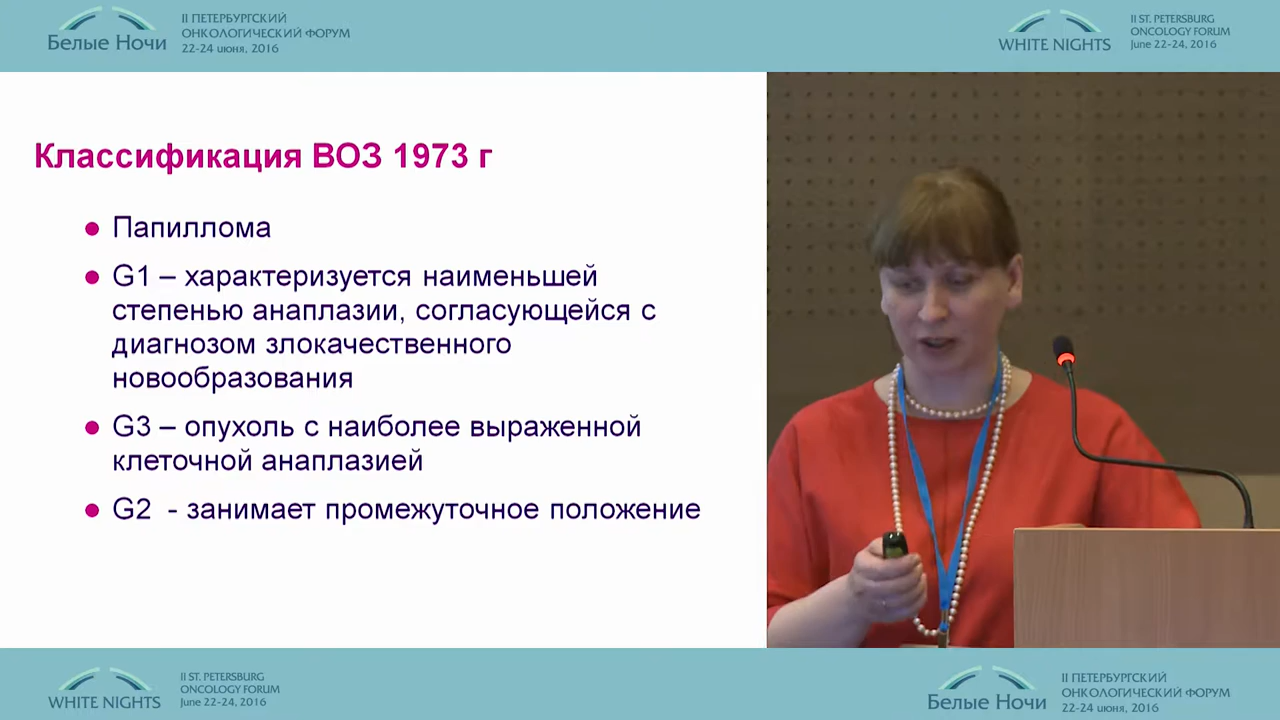 Белые Ночи
II ПЕТЕРБУРГСКИЙ
ОНКОЛОГИЧЕСКИЙ ФОРУМ
22-24 июня, 2016
WHITE NIGHTS
II ST. PETERSBURG
ONCOLOGY FORUM
June 22-24, 2016
Классификация ВОЗ 1973 г
● Папиллома
● G1 – характеризуется наименьшей
степенью анаплазии, согласующейся с
диагнозом злокачественного
новообразования
● G3 – опухоль с наиболее выраженной
клеточной анаплазией
● G2 - занимает промежуточное положение
WHITE NIGHTS
II ST. PETERSBURG
ONCOLOGY FORUM
June 22-24, 2016
Белые Ночи
II ПЕТЕРБУРГСКИЙ
ОНКОЛОГИЧЕСКИЙ ФОРУМ
22-24 июня, 2016